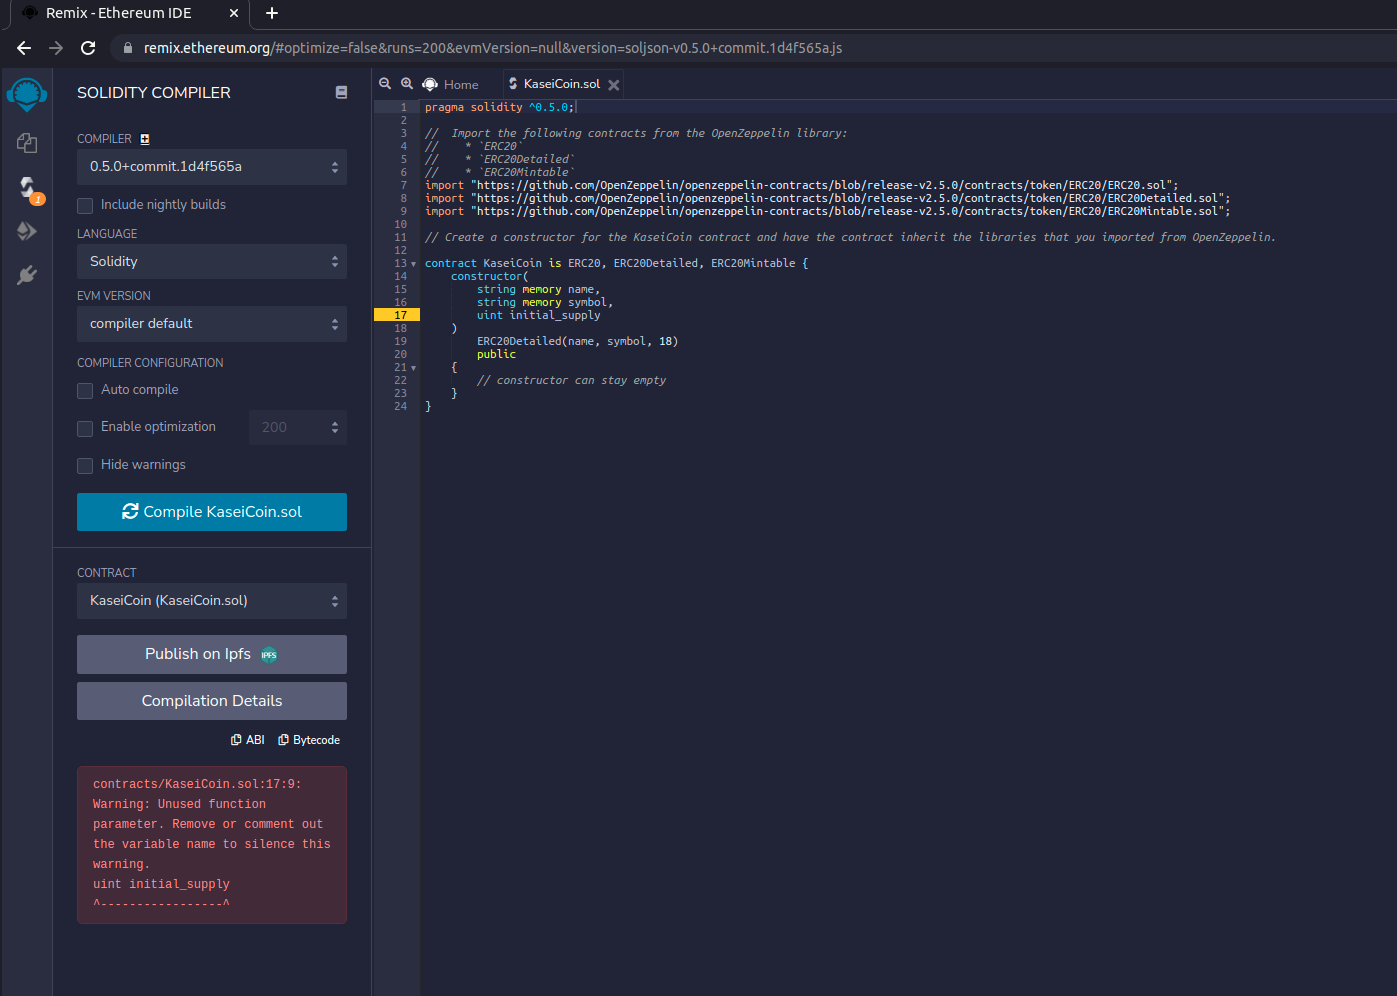 Remix - Ethereum IDE
remix.ethereum.org/#optimize=false&runs=200&evmVersion=null&version=soljson-v0.5.0+commit.1d4f565a.js
SOLIDITY COMPILER
COMPILER
0.5.0+commit.1d4f565a
Include nightly builds
LANGUAGE
Solidity
EVM VERSION
compiler default
COMPILER CONFIGURATION
Auto compile
Enable optimization 200
Hide warnings
Compile KaseiCoin.sol
CONTRACT
KaseiCoin (KaseiCoin.sol)
Publish on Ipfs IPFS
Compilation Details
ABI Bytecode
contracts/KaseiCoin.sol:17:9:
Warning: Unused function
parameter. Remove or comment out
the variable name to silence this
warning.
uint initial_supply
^-----------------^
1
Home KaseiCoin.sol
1 pragma solidity ^0.5.0;
2
3 //  Import the following contracts from the OpenZeppelin library:
4 //    * `ERC20`
5 //    * `ERC20Detailed`
6 //    * `ERC20Mintable`
7 import "https://github.com/OpenZeppelin/openzeppelin-contracts/blob/release-v2.5.0/contracts/token/ERC20/ERC20.sol";
8 import "https://github.com/OpenZeppelin/openzeppelin-contracts/blob/release-v2.5.0/contracts/token/ERC20/ERC20Detailed.sol";
9 import "https://github.com/OpenZeppelin/openzeppelin-contracts/blob/release-v2.5.0/contracts/token/ERC20/ERC20Mintable.sol";
10
11 // Create a constructor for the KaseiCoin contract and have the contract inherit the libraries that you imported from OpenZeppelin.
12
13 contract KaseiCoin is ERC20, ERC20Detailed, ERC20Mintable {
14     constructor(
15         string memory name,
16         string memory symbol,
17         uint initial_supply
18     )
19         ERC20Detailed(name, symbol, 18)
20         public
21     {
22         // constructor can stay empty
23     }
24 }